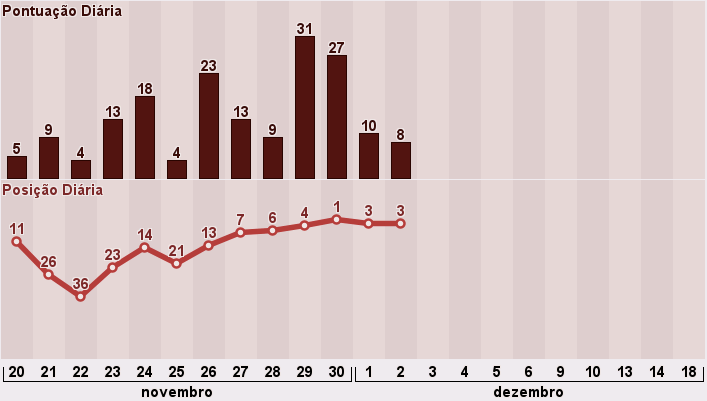 Pontuação Diária
5 9 4 13 18 4 23 13 9 31 27 10 8
Posição Diária
11 26 36 23 14 21 13 7 6 4 1 3 3
20 21 22 23 24 25 26 27 28 29 30 1 2 3 4 5 6 9 10 13 14 18
novembro dezembro